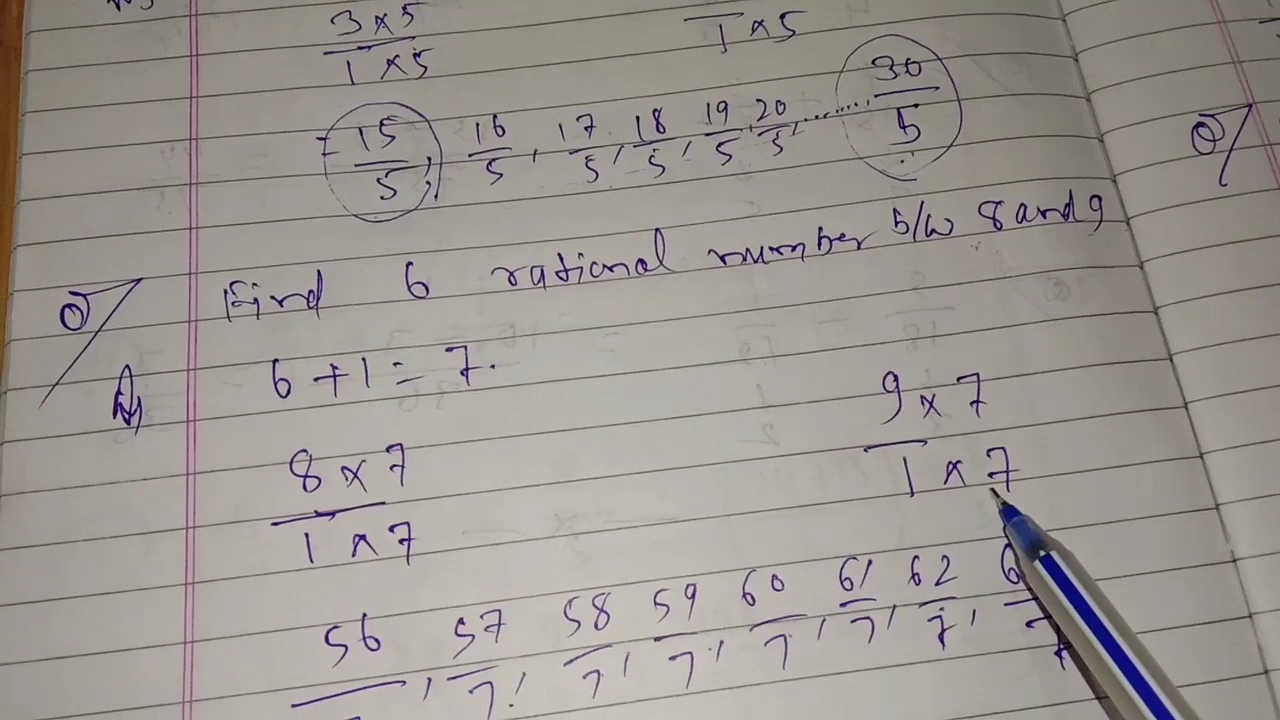 3 × 5
1 × 5
1 × 5
= 15/5, 16/5, 17/5, 18/5, 19/5, 20/5, ........, 30/5
Q/ Find 6 rational number b/w 8 and 9
6 + 1 = 7.
8 × 7
1 × 7
9 × 7
1 × 7
56, 57/7, 58/7, 59/7, 60/7, 61/7, 62/7, 6
Q/